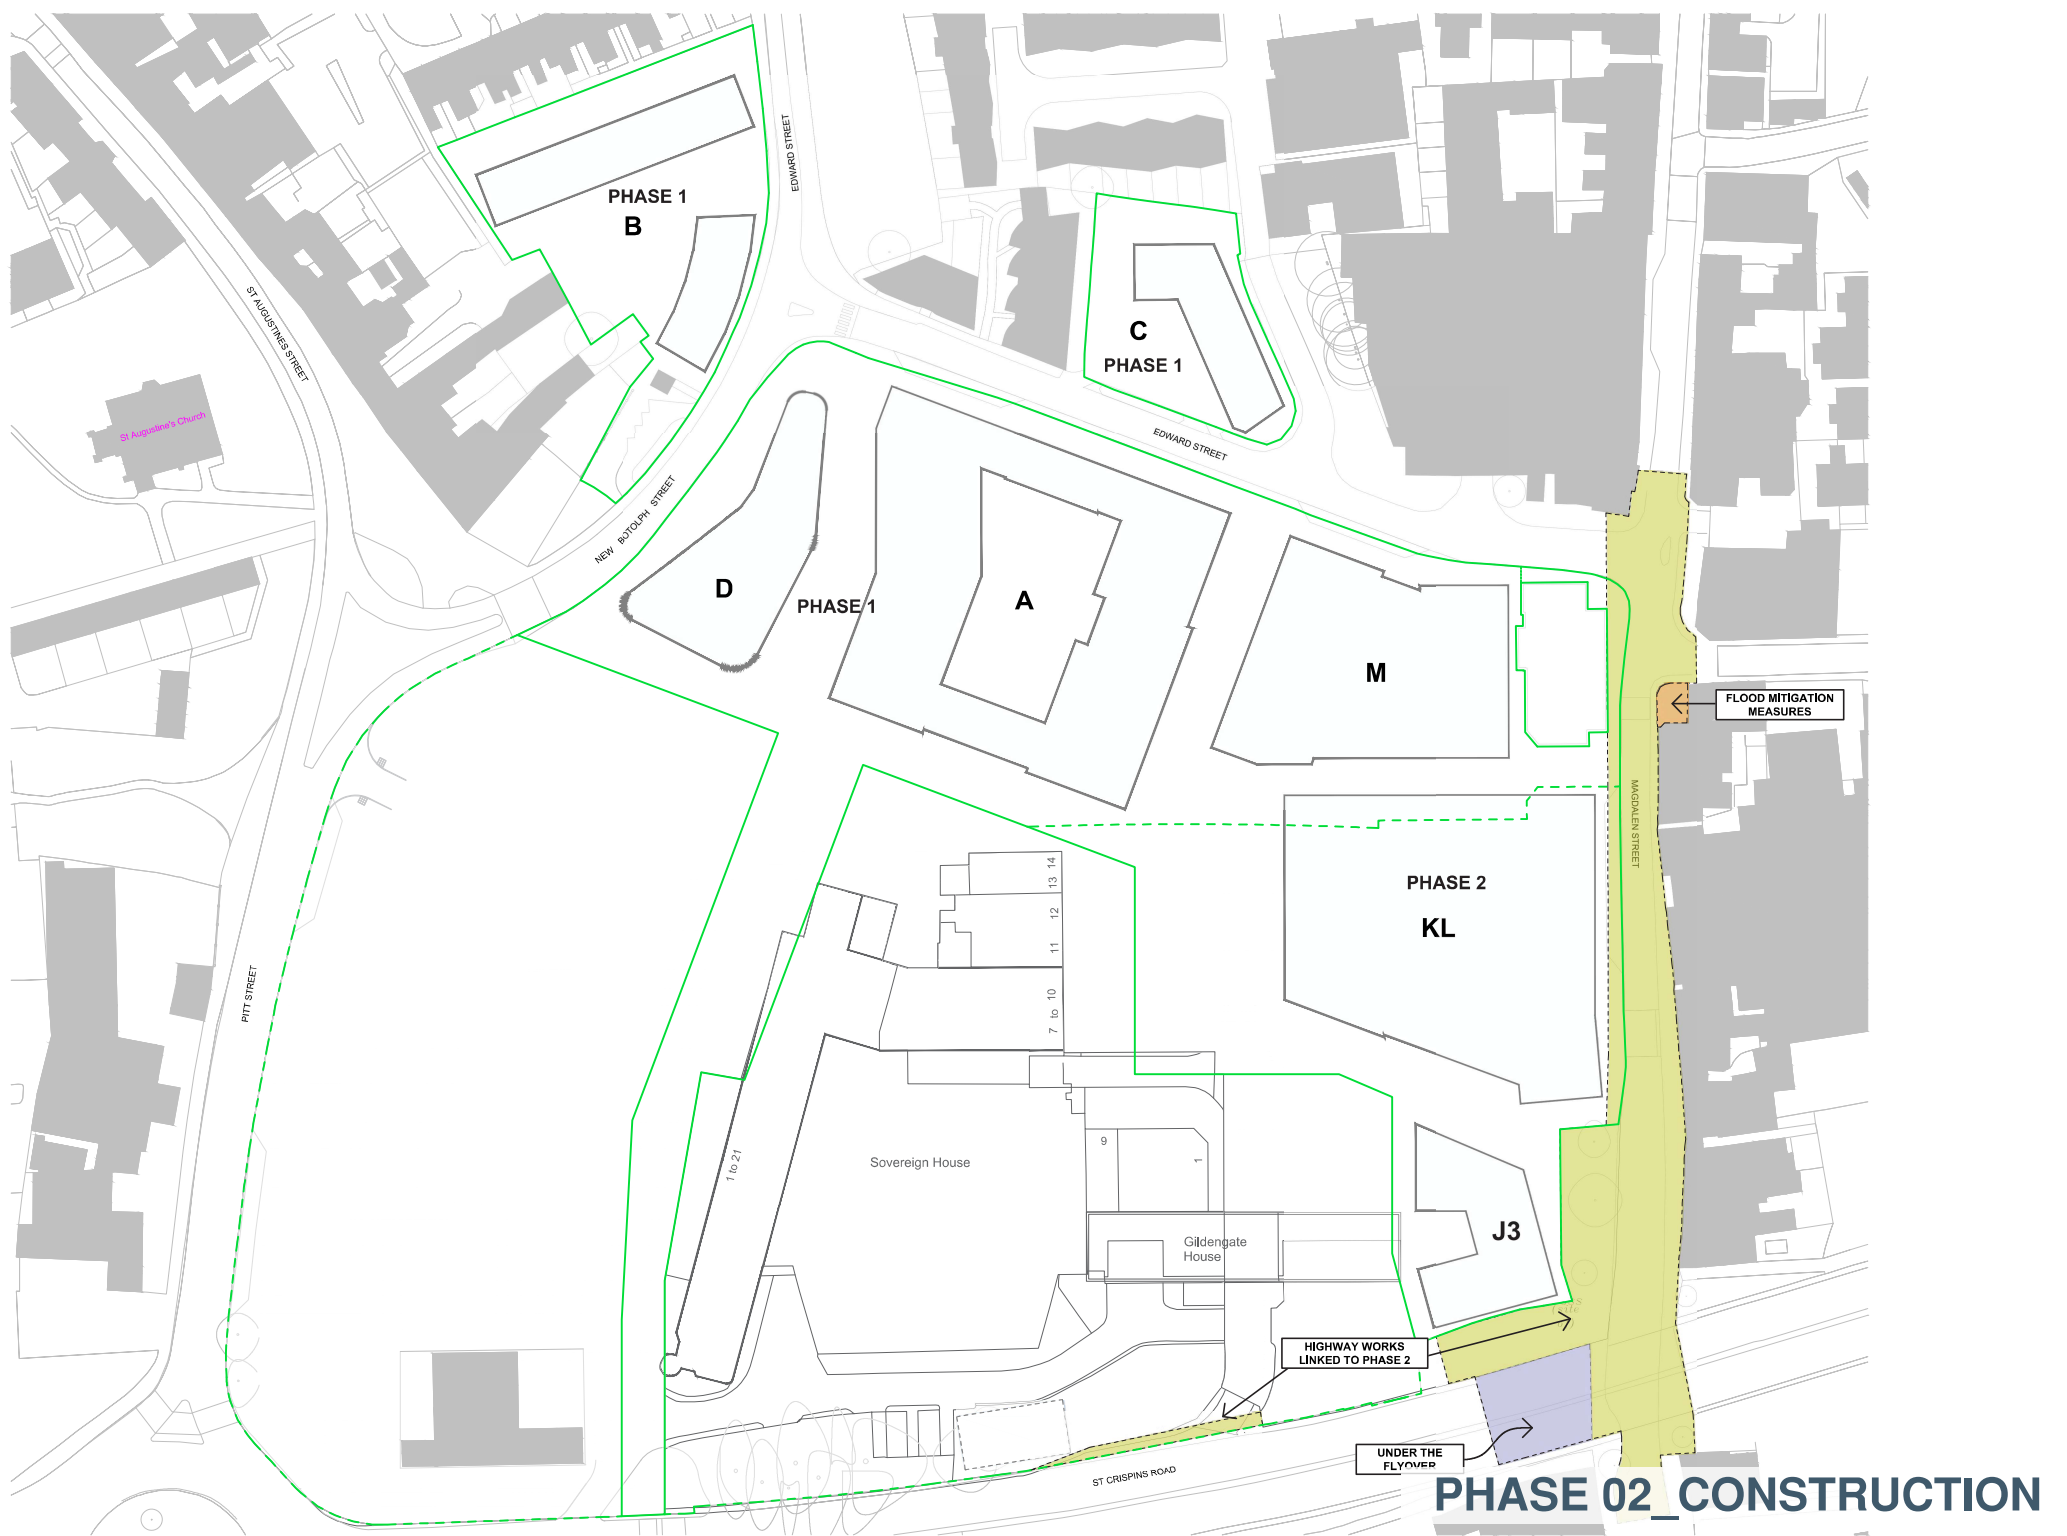 EDWARD STREET
PHASE 1
B
ST AUGUSTINES STREET
C
PHASE 1
St Augustine's Church
EDWARD STREET
NEW BOTOLPH STREET
D
PHASE 1
A
M
FLOOD MITIGATION
MEASURES
MAGDALEN STREET
14
13
12
11
7 to 10
PHASE 2
KL
PITT STREET
1 to 21
Sovereign House
9
1
J3
Gildengate
House
HIGHWAY WORKS
LINKED TO PHASE 2
UNDER THE
FLYOVER
ST CRISPINS ROAD
PHASE 02_CONSTRUCTION